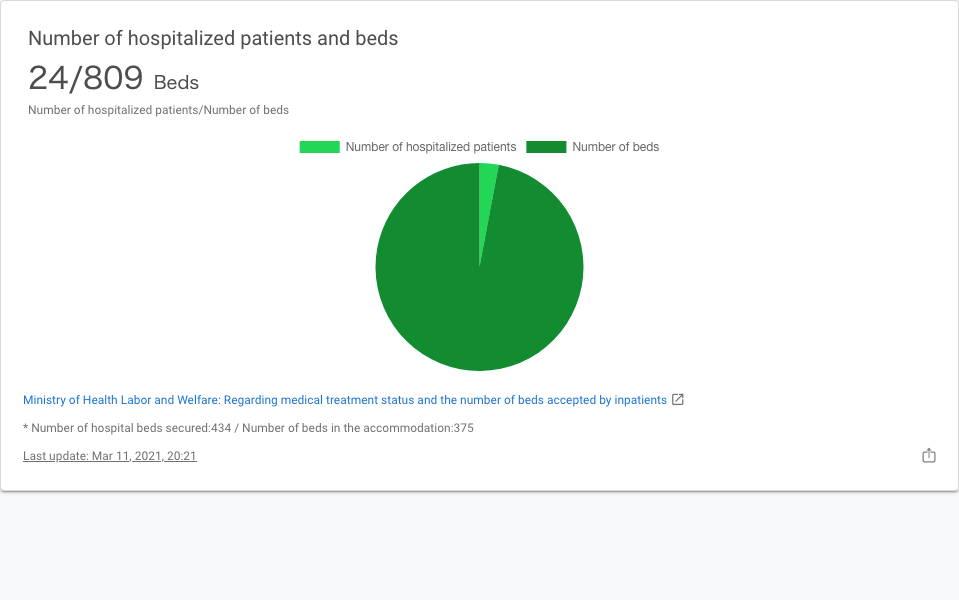 Number of hospitalized patients and beds
24/809 Beds
Number of hospitalized patients/Number of beds
Number of hospitalized patients Number of beds
Ministry of Health Labor and Welfare: Regarding medical treatment status and the number of beds accepted by inpatients
* Number of hospital beds secured:434 / Number of beds in the accommodation:375
Last update: Mar 11, 2021, 20:21